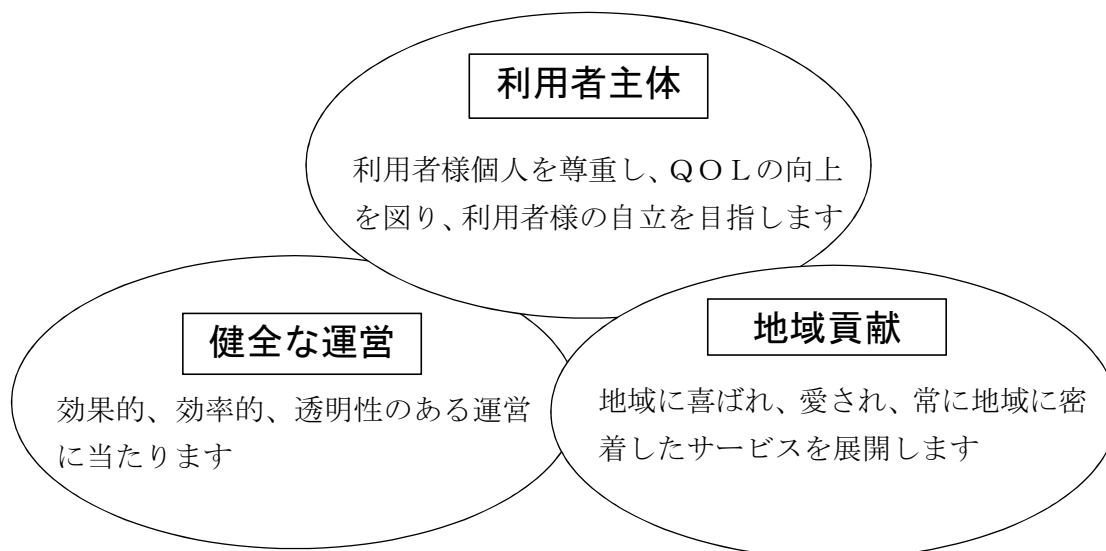 利用者主体
利用者様個人を尊重し、ＱＯＬの向上
を図り、利用者様の自立を目指します
健全な運営
効果的、効率的、透明性のある運営
に当たります
地域貢献
地域に喜ばれ、愛され、常に地域に密
着したサービスを展開します